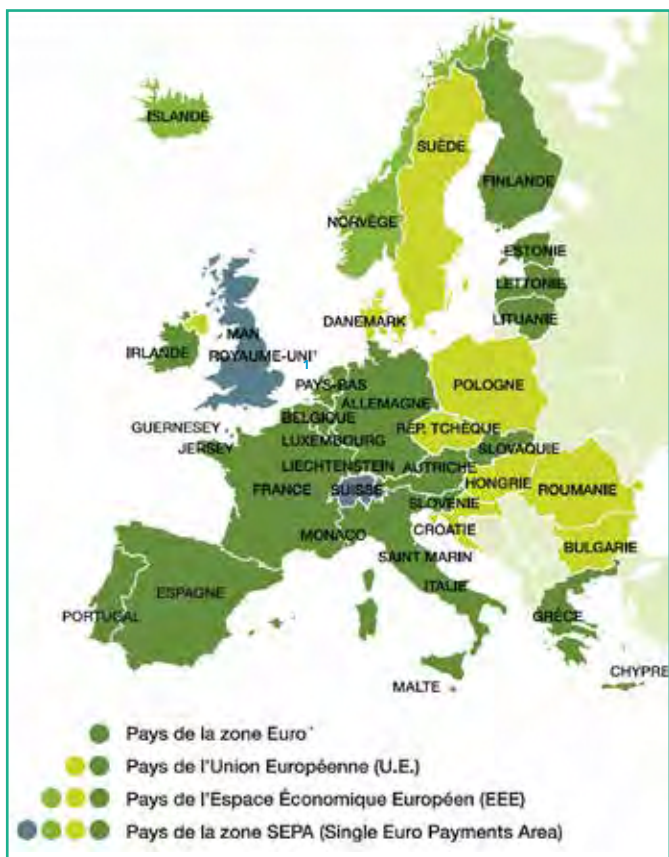 ISLANDE
SUÈDE
FINLANDE
NORVÈGE
ESTONIE
LETTONIE
LITUANIE
DANEMARK
MAN
IRLANDE
ROYAUME-UNI¹
PAYS-BAS
POLOGNE
ALLEMAGNE
BELGIQUE
GUERNESEY
RÉP. TCHÈQUE
LUXEMBOURG
JERSEY
SLOVAQUIE
LIECHTENSTEIN
AUTRICHE
HONGRIE
FRANCE
SUISSE
ROUMANIE
SLOVÉNIE
CROATIE
MONACO
BULGARIE
SAINT MARIN
ITALIE
ESPAGNE
PORTUGAL
GRÈCE
CHYPRE
MALTE
Pays de la zone Euro*
Pays de l'Union Européenne (U.E.)
Pays de l'Espace Économique Européen (EEE)
Pays de la zone SEPA (Single Euro Payments Area)